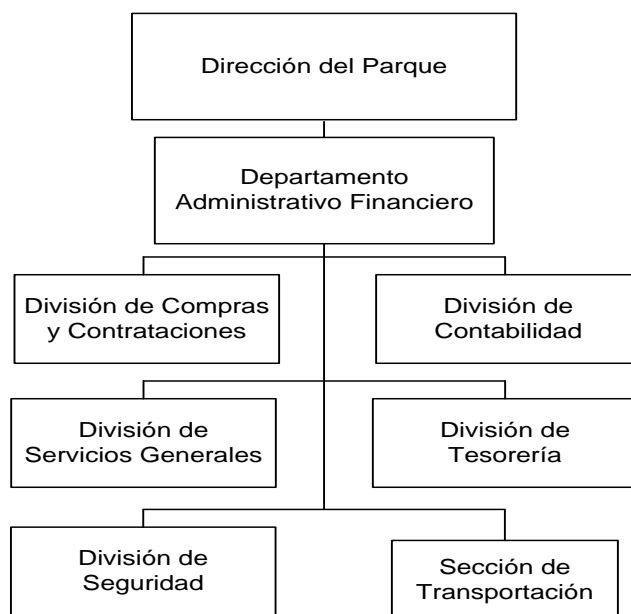 Dirección del Parque
Departamento
Administrativo Financiero
División de Compras
y Contrataciones
División de
Contabilidad
División de
Servicios Generales
División de
Tesorería
División de
Seguridad
Sección de
Transportación